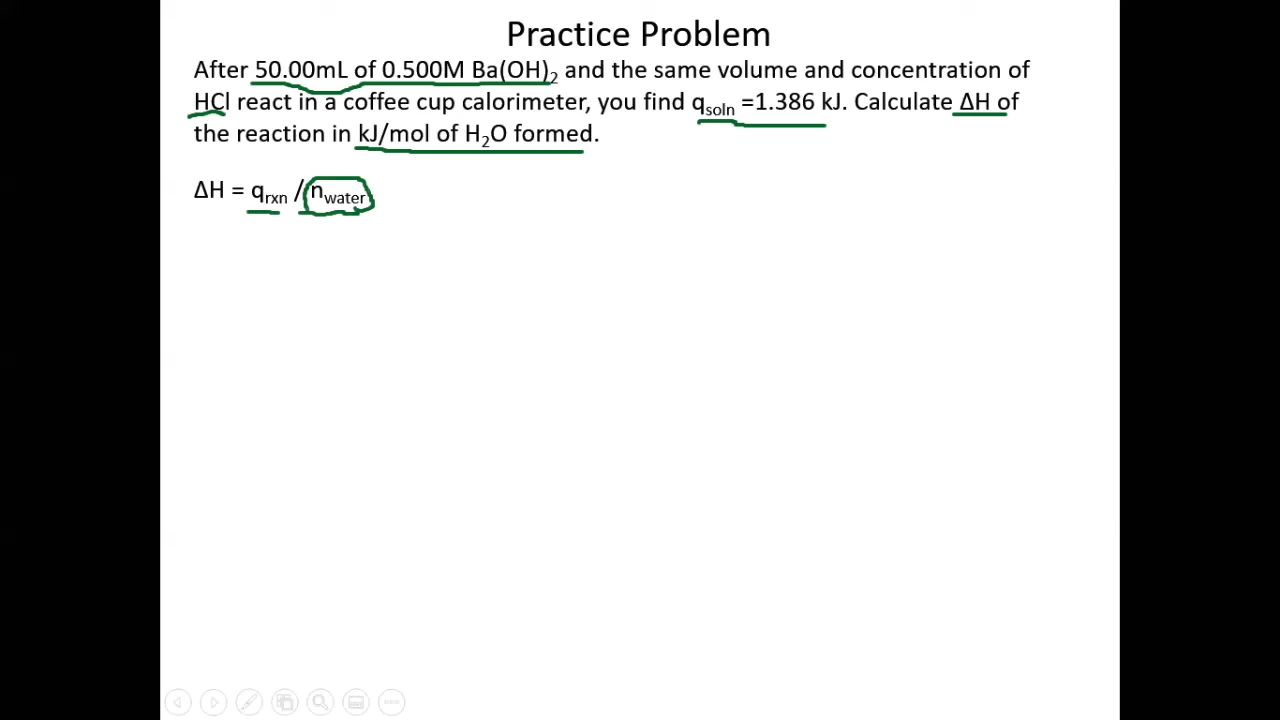 Practice Problem
After 50.00mL of 0.500M Ba(OH)₂ and the same volume and concentration of
HCl react in a coffee cup calorimeter, you find qsoln =1.386 kJ. Calculate ΔH of
the reaction in kJ/mol of H₂O formed.
ΔH = qrxn / nwater